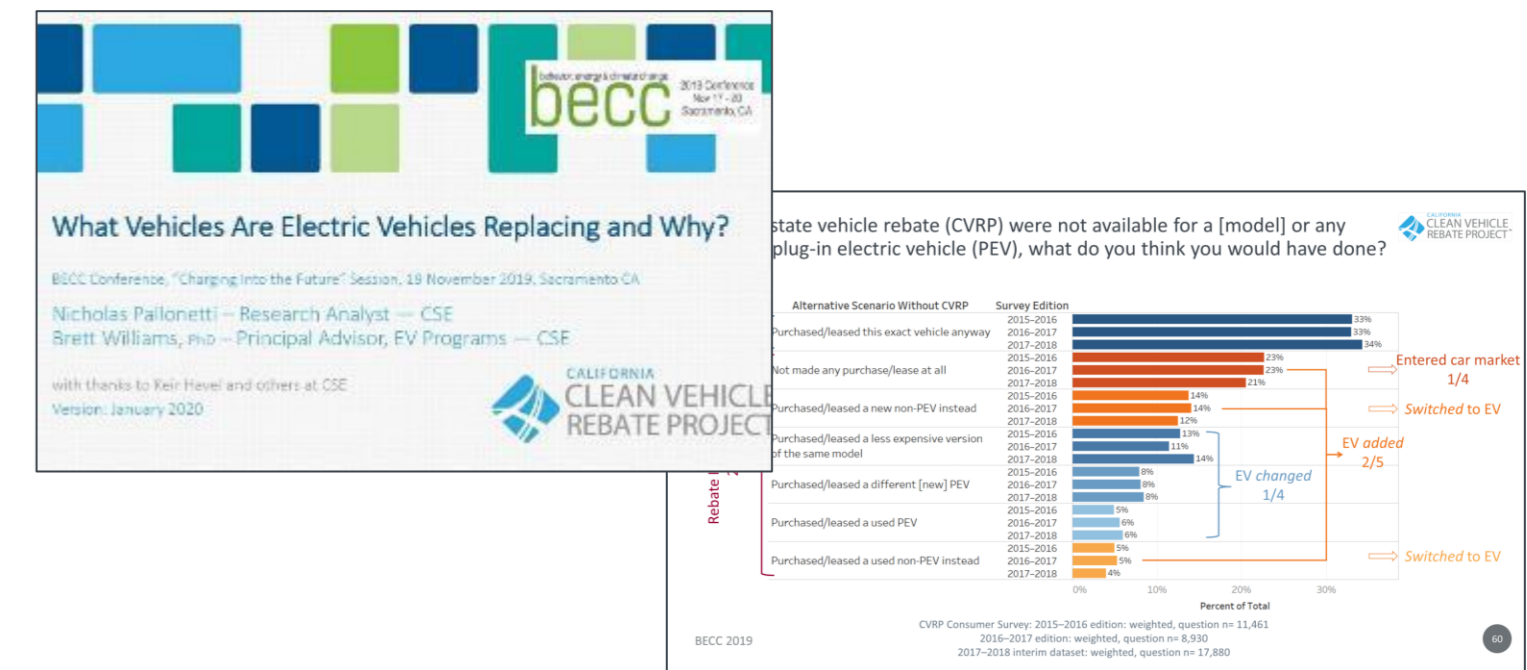 behavior, energy & climate change
becc
2019 Conference
Nov 17 - 20
Sacramento, CA
What Vehicles Are Electric Vehicles Replacing and Why?
BECC Conference, "Charging Into the Future" Session, 19 November 2019, Sacramento CA
Nicholas Pallonetti – Research Analyst — CSE
Brett Williams, PhD – Principal Advisor, EV Programs — CSE
with thanks to Keir Havel and others at CSE
Version: January 2020
CALIFORNIA
CLEAN VEHICLE
REBATE PROJECT
state vehicle rebate (CVRP) were not available for a [model] or any
plug-in electric vehicle (PEV), what do you think you would have done?
CALIFORNIA
CLEAN VEHICLE
REBATE PROJECT™
Alternative Scenario Without CVRP Survey Edition
2015–2016 33%
Purchased/leased this exact vehicle anyway 2016–2017 33%
2017–2018 34%
2015–2016 23%
Not made any purchase/lease at all 2016–2017 23%
2017–2018 21%
Entered car market
1/4
2015–2016 14%
Purchased/leased a new non-PEV instead 2016–2017 14%
2017–2018 12%
Switched to EV
Purchased/leased a less expensive version
of the same model
2015–2016 13%
2016–2017 11%
2017–2018 14%
EV added
2/5
2015–2016 8%
Purchased/leased a different [new] PEV 2016–2017 8%
2017–2018 8%
EV changed
1/4
2015–2016 5%
Purchased/leased a used PEV 2016–2017 6%
2017–2018 6%
2015–2016 5%
Purchased/leased a used non-PEV instead 2016–2017 5%
2017–2018 4%
Switched to EV
Rebate
0% 10% 20% 30%
Percent of Total
CVRP Consumer Survey: 2015–2016 edition: weighted, question n= 11,461
2016–2017 edition: weighted, question n= 8,930
2017–2018 interim dataset: weighted, question n= 17,880
BECC 2019
60